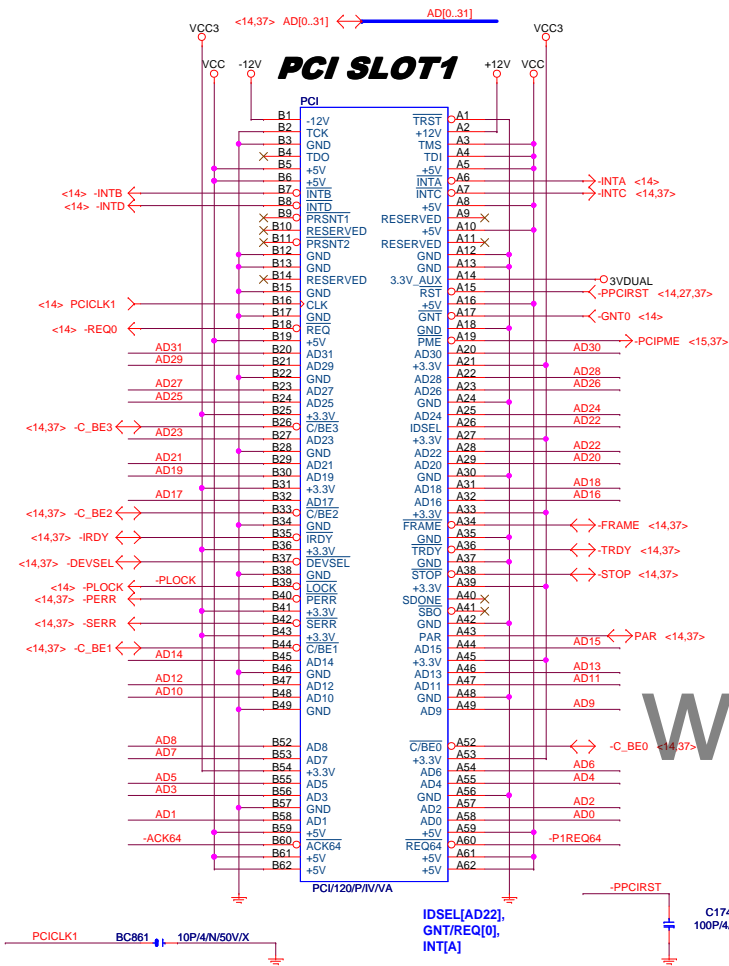 <14,37> AD[0..31] AD[0..31]
VCC3 VCC3
VCC -12V PCI SLOT1 +12V VCC
PCI
B1 -12V TRST A1
B2 TCK +12V A2
B3 GND TMS A3
B4 TDO TDI A4
B5 +5V +5V A5
B6 +5V INTA A6 -INTA <14>
<14> -INTB B7 INTB INTC A7 -INTC <14,37>
<14> -INTD B8 INTD +5V A8
B9 PRSNT1 RESERVED A9
B10 RESERVED +5V A10
B11 PRSNT2 RESERVED A11
B12 GND GND A12
B13 GND GND A13
B14 RESERVED 3.3V_AUX A14 3VDUAL
B15 GND RST A15 -PPCIRST <14,27,37>
<14> PCICLK1 B16 CLK +5V A16
B17 GND GNT A17 -GNT0 <14>
<14> -REQ0 B18 REQ GND A18
B19 +5V PME A19 -PCIPME <15,37>
AD31 B20 AD31 AD30 A20 AD30
AD29 B21 AD29 +3.3V A21
B22 GND AD28 A22 AD28
AD27 B23 AD27 AD26 A23 AD26
AD25 B24 AD25 GND A24
B25 +3.3V AD24 A25 AD24
<14,37> -C_BE3 B26 C/BE3 IDSEL A26 AD22
AD23 B27 AD23 +3.3V A27
B28 GND AD22 A28 AD22
AD21 B29 AD21 AD20 A29 AD20
AD19 B30 AD19 GND A30
B31 +3.3V AD18 A31 AD18
AD17 B32 AD17 AD16 A32 AD16
<14,37> -C_BE2 B33 C/BE2 +3.3V A33
B34 GND FRAME A34 -FRAME <14,37>
<14,37> -IRDY B35 IRDY GND A35
B36 +3.3V TRDY A36 -TRDY <14,37>
<14,37> -DEVSEL B37 DEVSEL GND A37
B38 GND STOP A38 -STOP <14,37>
<14> -PLOCK -PLOCK B39 LOCK +3.3V A39
<14,37> -PERR B40 PERR SDONE A40
B41 +3.3V SBO A41
<14,37> -SERR B42 SERR GND A42
B43 +3.3V PAR A43 PAR <14,37>
<14,37> -C_BE1 B44 C/BE1 AD15 A44 AD15
AD14 B45 AD14 +3.3V A45
B46 GND AD13 A46 AD13
AD12 B47 AD12 AD11 A47 AD11
AD10 B48 AD10 GND A48
B49 GND AD9 A49 AD9
W
AD8 B52 AD8 C/BE0 A52 -C_BE0 <14,37>
AD7 B53 AD7 +3.3V A53
B54 +3.3V AD6 A54 AD6
AD5 B55 AD5 AD4 A55 AD4
AD3 B56 AD3 GND A56
B57 GND AD2 A57 AD2
AD1 B58 AD1 AD0 A58 AD0
B59 +5V +5V A59
-ACK64 B60 ACK64 REQ64 A60 -P1REQ64
B61 +5V +5V A61
B62 +5V +5V A62
PCI/120/P/IV/VA
-PPCIRST
IDSEL[AD22],
GNT/REQ[0],
INT[A]
C174
100P/4/
PCICLK1 BC861 10P/4/N/50V/X